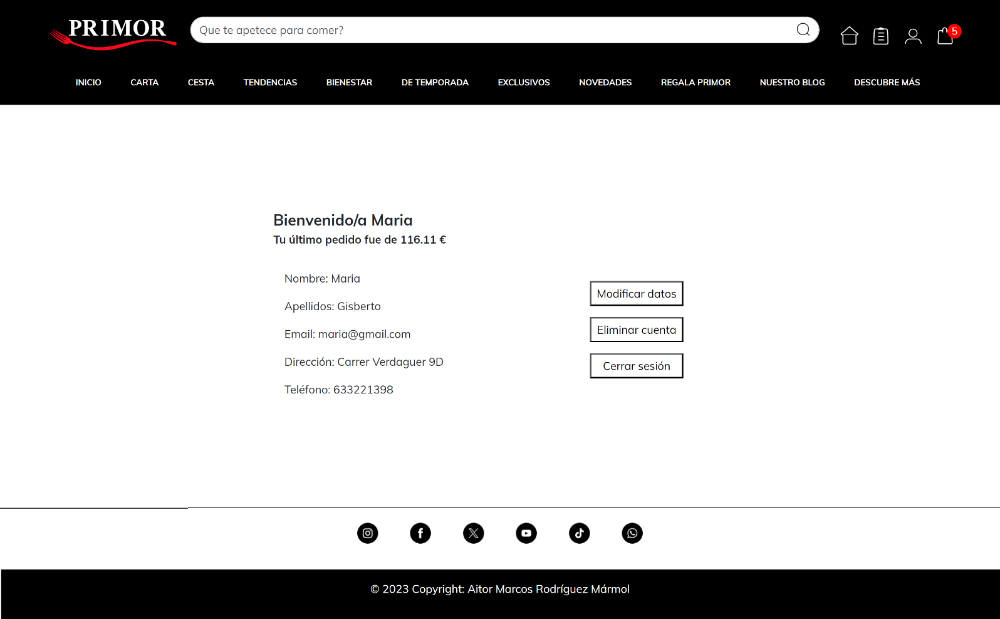 PRIMOR
Que te apetece para comer?
5
INICIO CARTA CESTA TENDENCIAS BIENESTAR DE TEMPORADA EXCLUSIVOS NOVEDADES REGALA PRIMOR NUESTRO BLOG DESCUBRE MÁS
Bienvenido/a Maria
Tu último pedido fue de 116.11 €
Nombre: Maria
Apellidos: Gisberto
Email: maria@gmail.com
Dirección: Carrer Verdaguer 9D
Teléfono: 633221398
Modificar datos
Eliminar cuenta
Cerrar sesión
© 2023 Copyright: Aitor Marcos Rodríguez Mármol